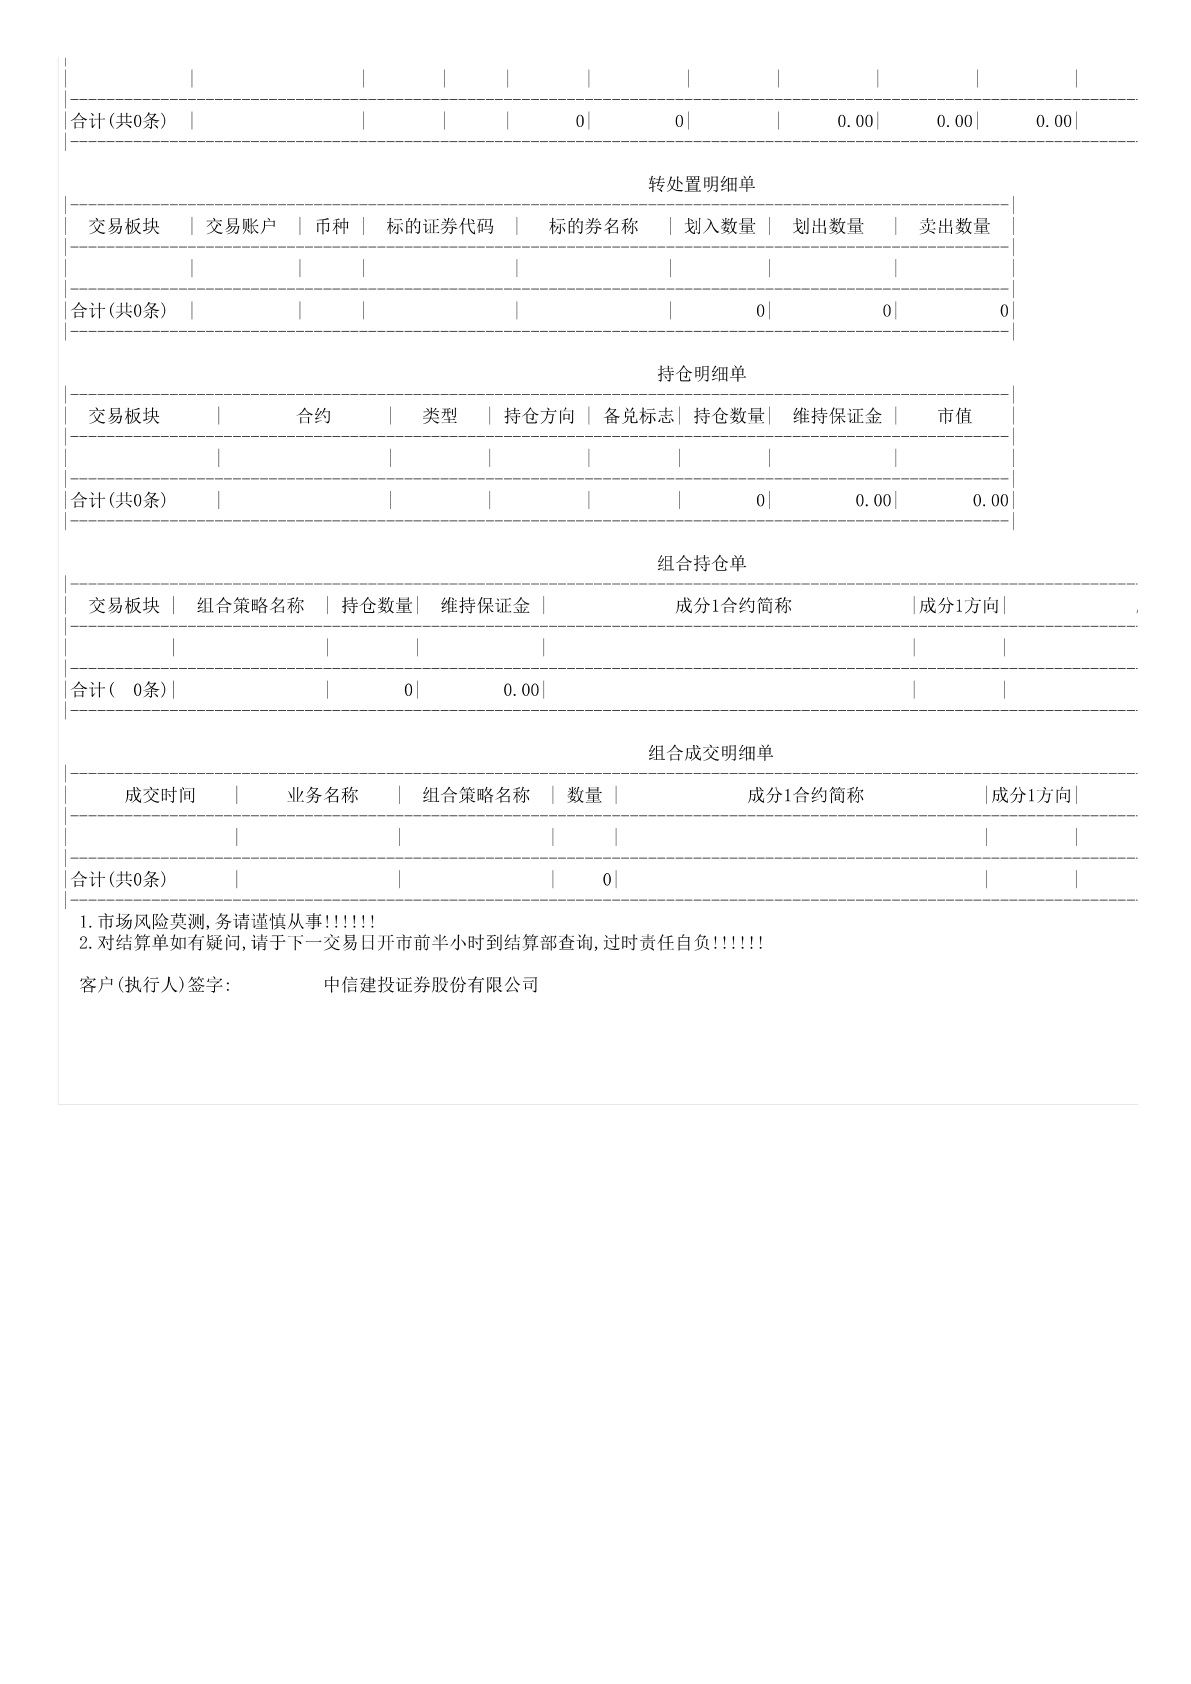 合计(共0条) | | | | 0| 0| | 0.00| 0.00| 0.00|
转处置明细单
| 交易板块 | 交易账户 | 币种 | 标的证券代码 | 标的券名称 | 划入数量 | 划出数量 | 卖出数量 |
|合计(共0条) | | | | | 0| 0| 0|
持仓明细单
| 交易板块 | 合约 | 类型 | 持仓方向 | 备兑标志| 持仓数量| 维持保证金 | 市值 |
|合计(共0条) | | | | | 0| 0.00| 0.00|
组合持仓单
| 交易板块 | 组合策略名称 | 持仓数量| 维持保证金 | 成分1合约简称 |成分1方向|
|合计( 0条)| | 0| 0.00| | |
组合成交明细单
| 成交时间 | 业务名称 | 组合策略名称 | 数量 | 成分1合约简称 |成分1方向|
|合计(共0条) | | | 0| | |
1.市场风险莫测,务请谨慎从事!!!!!!
2.对结算单如有疑问,请于下一交易日开市前半小时到结算部查询,过时责任自负!!!!!!
客户(执行人)签字: 中信建投证券股份有限公司